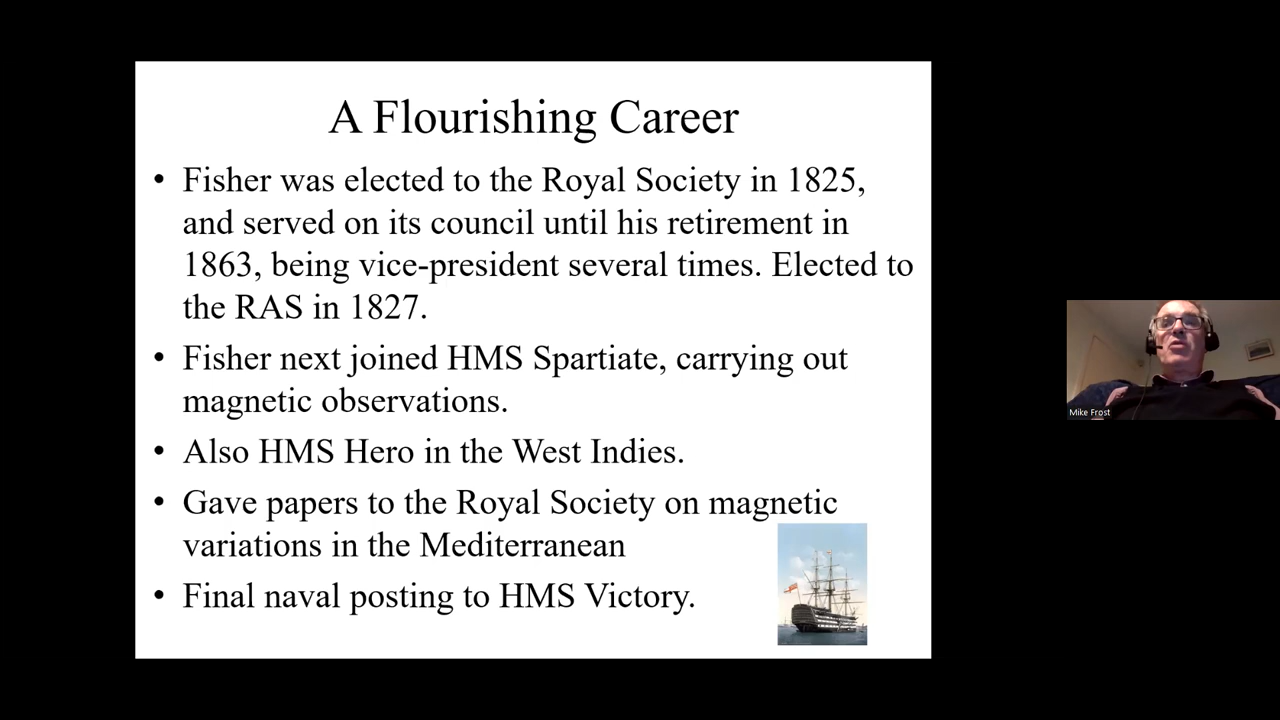 A Flourishing Career
• Fisher was elected to the Royal Society in 1825,
and served on its council until his retirement in
1863, being vice-president several times. Elected to
the RAS in 1827.
• Fisher next joined HMS Spartiate, carrying out
magnetic observations.
• Also HMS Hero in the West Indies.
• Gave papers to the Royal Society on magnetic
variations in the Mediterranean
• Final naval posting to HMS Victory.
Mike Frost